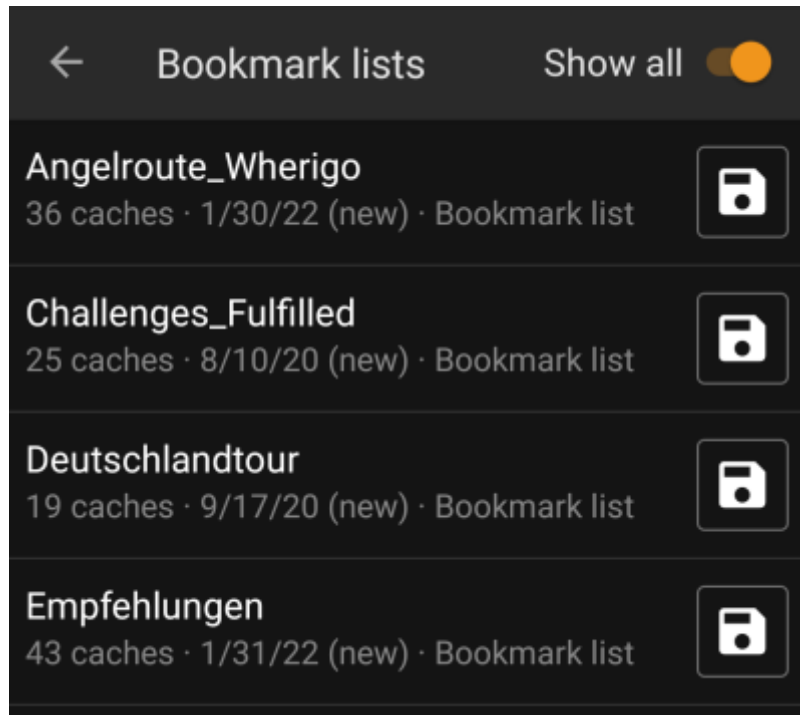 Bookmark lists Show all
Angelroute_Wherigo
36 caches · 1/30/22 (new) · Bookmark list
Challenges_Fulfilled
25 caches · 8/10/20 (new) · Bookmark list
Deutschlandtour
19 caches · 9/17/20 (new) · Bookmark list
Empfehlungen
43 caches · 1/31/22 (new) · Bookmark list